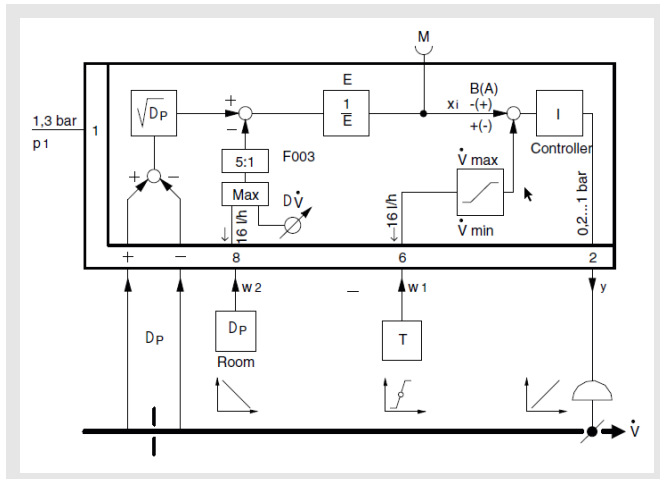 M
E
B(A)
√DP
+
−
1
E
xi
-(+)
+(-)
I
1,3 bar
p1
1
5:1
F003
Controller
+
−
Max
DV̇
V̇ max
16 l/h
16 l/h
V̇ min
0,2...1 bar
+
−
8
6
2
w2
−
w1
y
DP
DP
T
Room
V̇